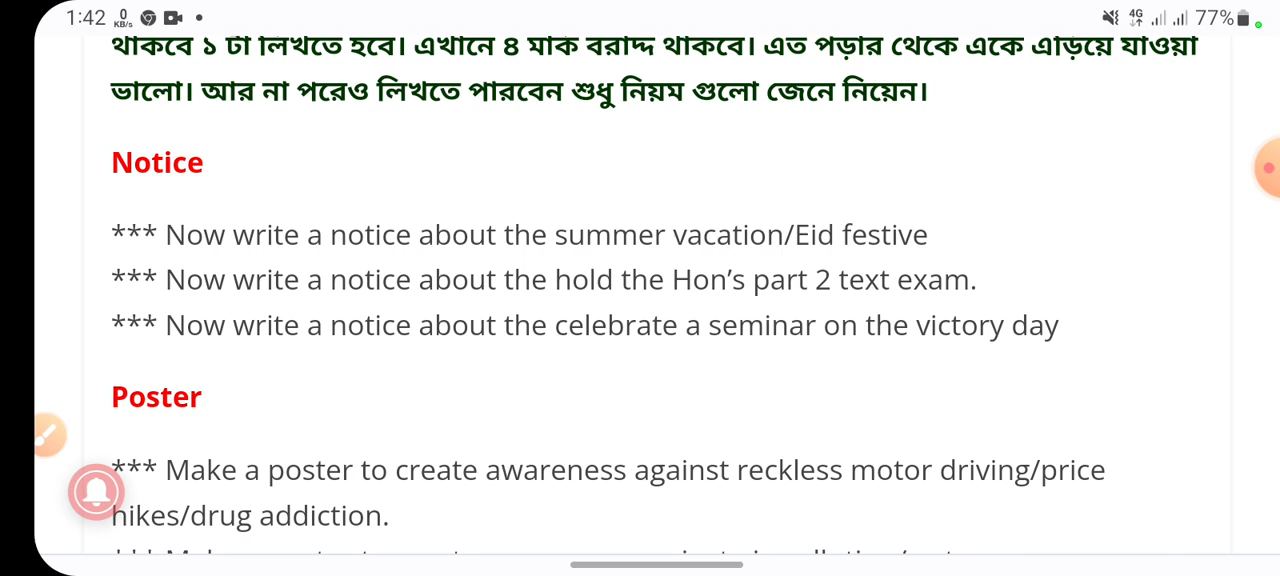 1:42 0 KB/s 4G 77%
থাকবে ১ টা লিখতে হবে। এখানে ৪ মার্ক বরাদ্দ থাকবে। এত পড়ার থেকে একে এড়িয়ে যাওয়া
ভালো। আর না পরেও লিখতে পারবেন শুধু নিয়ম গুলো জেনে নিয়েন।
Notice
*** Now write a notice about the summer vacation/Eid festive
*** Now write a notice about the hold the Hon’s part 2 text exam.
*** Now write a notice about the celebrate a seminar on the victory day
Poster
*** Make a poster to create awareness against reckless motor driving/price
hikes/drug addiction.